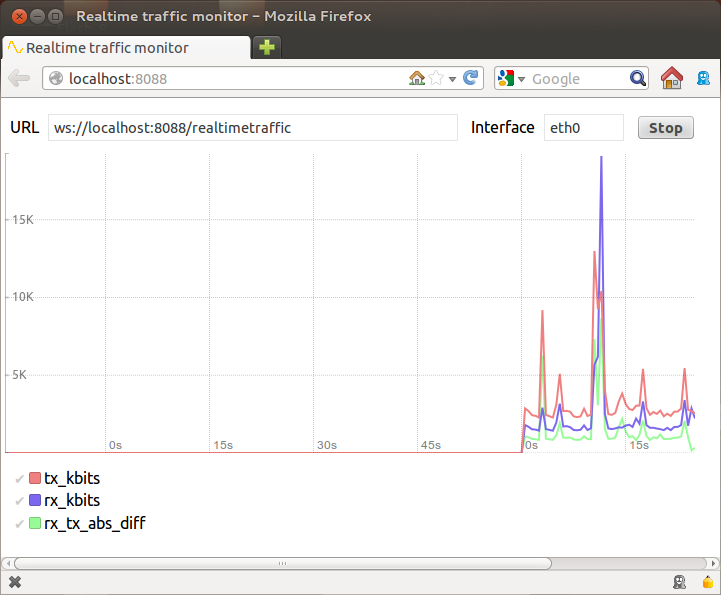 Realtime traffic monitor - Mozilla Firefox
Realtime traffic monitor
localhost:8088
Google
URL
ws://localhost:8088/realtimetraffic
Interface
eth0
Stop
15K
10K
5K
0s
15s
30s
45s
0s
15s
tx_kbits
rx_kbits
rx_tx_abs_diff